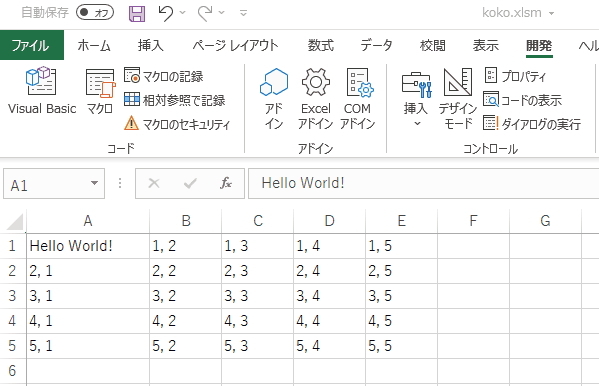 自動保存 オフ koko.xlsm
ファイル ホーム 挿入 ページ レイアウト 数式 データ 校閲 表示 開発 ヘル
Visual Basic マクロ マクロの記録 相対参照で記録 マクロのセキュリティ
コード
アドイン Excel アドイン COM アドイン
アドイン
挿入 デザイン モード プロパティ コードの表示 ダイアログの実行
コントロール
A1 fx Hello World!
A B C D E F G
1 Hello World! 1, 2 1, 3 1, 4 1, 5
2 2, 1 2, 2 2, 3 2, 4 2, 5
3 3, 1 3, 2 3, 3 3, 4 3, 5
4 4, 1 4, 2 4, 3 4, 4 4, 5
5 5, 1 5, 2 5, 3 5, 4 5, 5
6